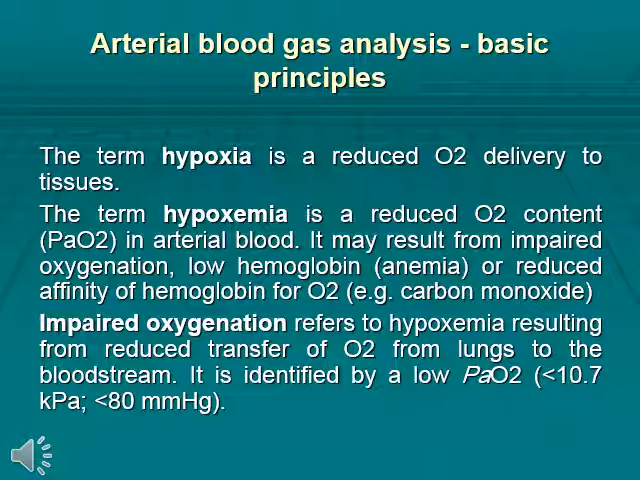 Arterial blood gas analysis - basic
principles
The term hypoxia is a reduced O2 delivery to
tissues.
The term hypoxemia is a reduced O2 content
(PaO2) in arterial blood. It may result from impaired
oxygenation, low hemoglobin (anemia) or reduced
affinity of hemoglobin for O2 (e.g. carbon monoxide)
Impaired oxygenation refers to hypoxemia resulting
from reduced transfer of O2 from lungs to the
bloodstream. It is identified by a low PaO2 (<10.7
kPa; <80 mmHg).